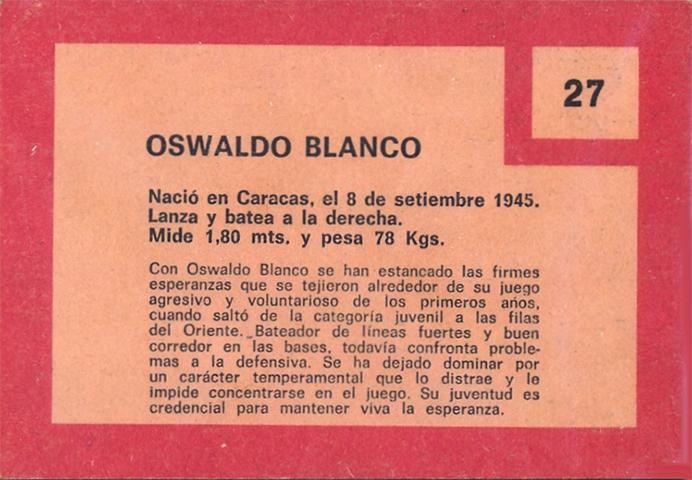 27
OSWALDO BLANCO
Nació en Caracas, el 8 de setiembre 1945.
Lanza y batea a la derecha.
Mide 1,80 mts. y pesa 78 Kgs.
Con Oswaldo Blanco se han estancado las firmes
esperanzas que se tejieron alrededor de su juego
agresivo y voluntarioso de los primeros años,
cuando saltó de la categoría juvenil a las filas
del Oriente. Bateador de líneas fuertes y buen
corredor en las bases, todavía confronta proble-
mas a la defensiva. Se ha dejado dominar por
un carácter temperamental que lo distrae y le
impide concentrarse en el juego. Su juventud es
credencial para mantener viva la esperanza.